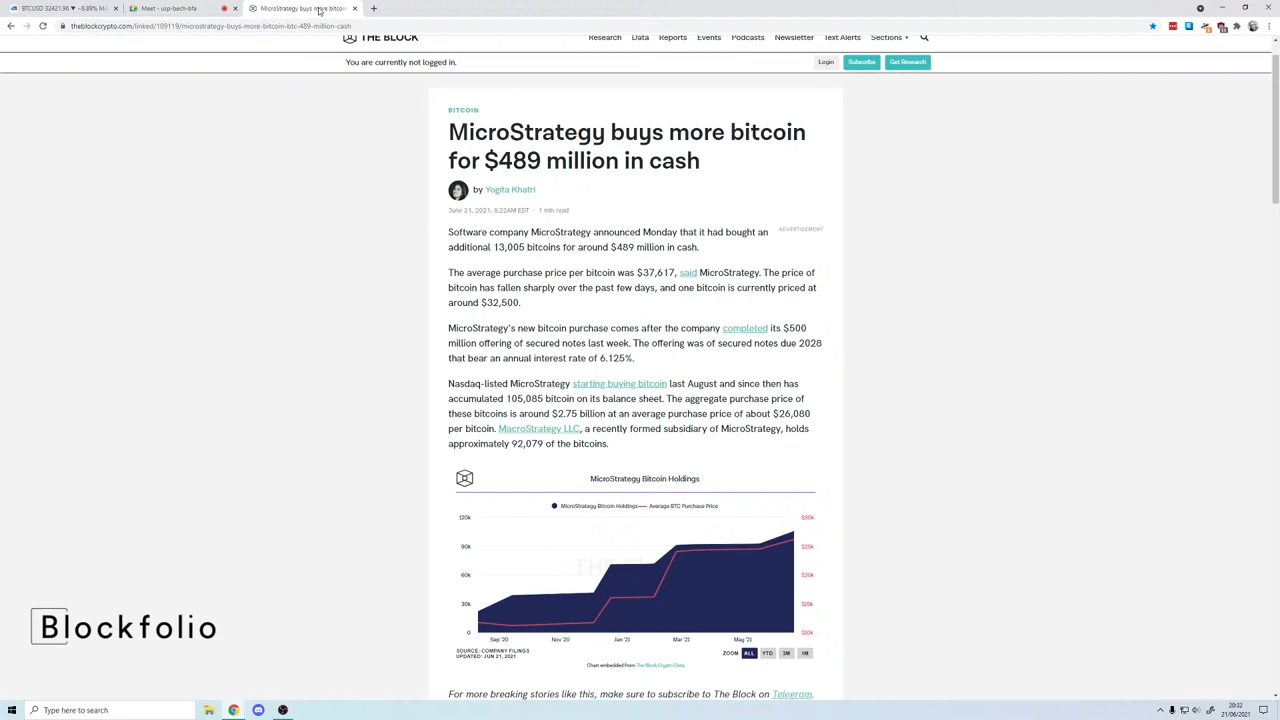 BTCUSD 32421.96 ▼ −8.89% MA
Meet - usp-bech-bfa
MicroStrategy buys more bitcoin
theblockcrypto.com/linked/109119/microstrategy-buys-more-bitcoin-btc-489-million-cash
THE BLOCK
Research Data Reports Events Podcasts Newsletter Text Alerts Sections
You are currently not logged in.
Login Subscribe Get Research
BITCOIN
MicroStrategy buys more bitcoin
for $489 million in cash
by Yogita Khatri
June 21, 2021, 8:22AM EDT · 1 min read
Software company MicroStrategy announced Monday that it had bought an
ADVERTISEMENT
additional 13,005 bitcoins for around $489 million in cash.
The average purchase price per bitcoin was $37,617, said MicroStrategy. The price of
bitcoin has fallen sharply over the past few days, and one bitcoin is currently priced at
around $32,500.
MicroStrategy's new bitcoin purchase comes after the company completed its $500
million offering of secured notes last week. The offering was of secured notes due 2028
that bear an annual interest rate of 6.125%.
Nasdaq-listed MicroStrategy starting buying bitcoin last August and since then has
accumulated 105,085 bitcoin on its balance sheet. The aggregate purchase price of
these bitcoins is around $2.75 billion at an average purchase price of about $26,080
per bitcoin. MacroStrategy LLC, a recently formed subsidiary of MicroStrategy, holds
approximately 92,079 of the bitcoins.
MicroStrategy Bitcoin Holdings
MicroStrategy Bitcoin Holdings Average BTC Purchase Price
120k $30k
90k $25k
60k $20k
30k $15k
0 $10k
Sep '20 Nov '20 Jan '21 Mar '21 May '21
SOURCE: COMPANY FILINGS
UPDATED: JUN 21, 2021
ZOOM ALL YTD 3M 1M
Chart embedded from The Block Crypto Data.
For more breaking stories like this, make sure to subscribe to The Block on Telegram.
Blockfolio
Type here to search
20:32
21/06/2021